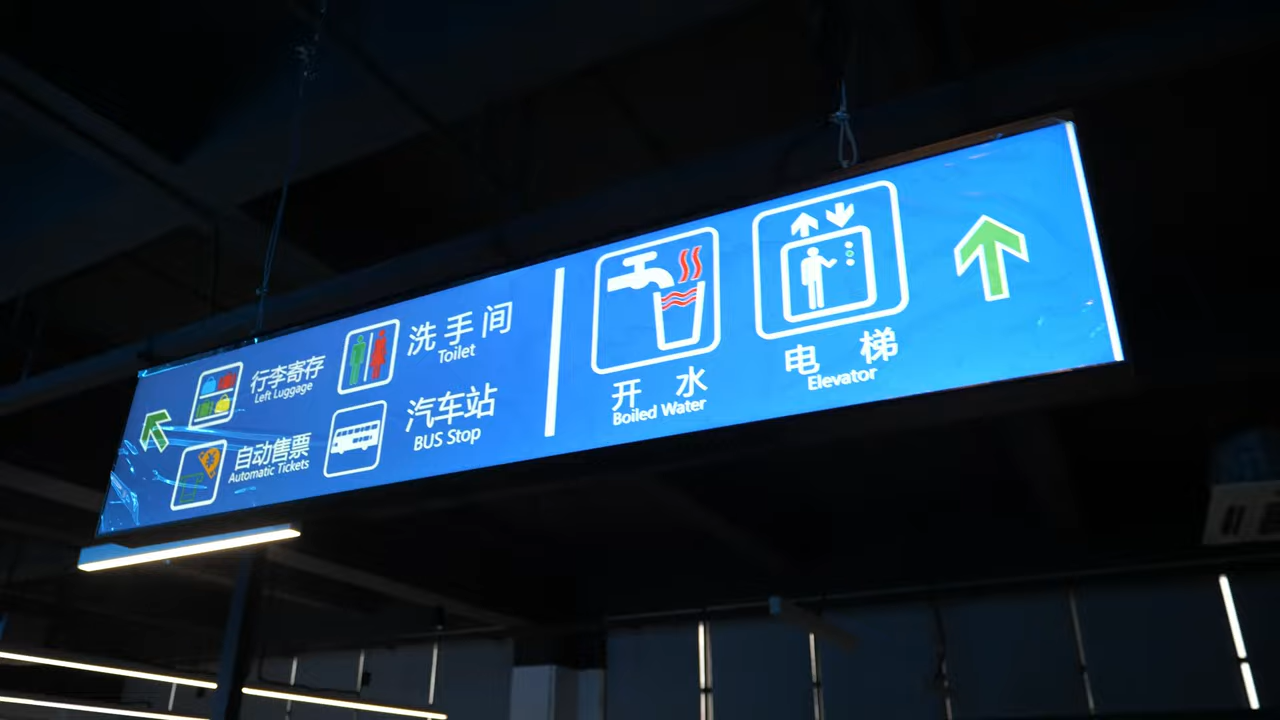 行李寄存
Left Luggage
洗手间
Toilet
自动售票
Automatic Tickets
汽车站
BUS Stop
开水
Boiled Water
电梯
Elevator